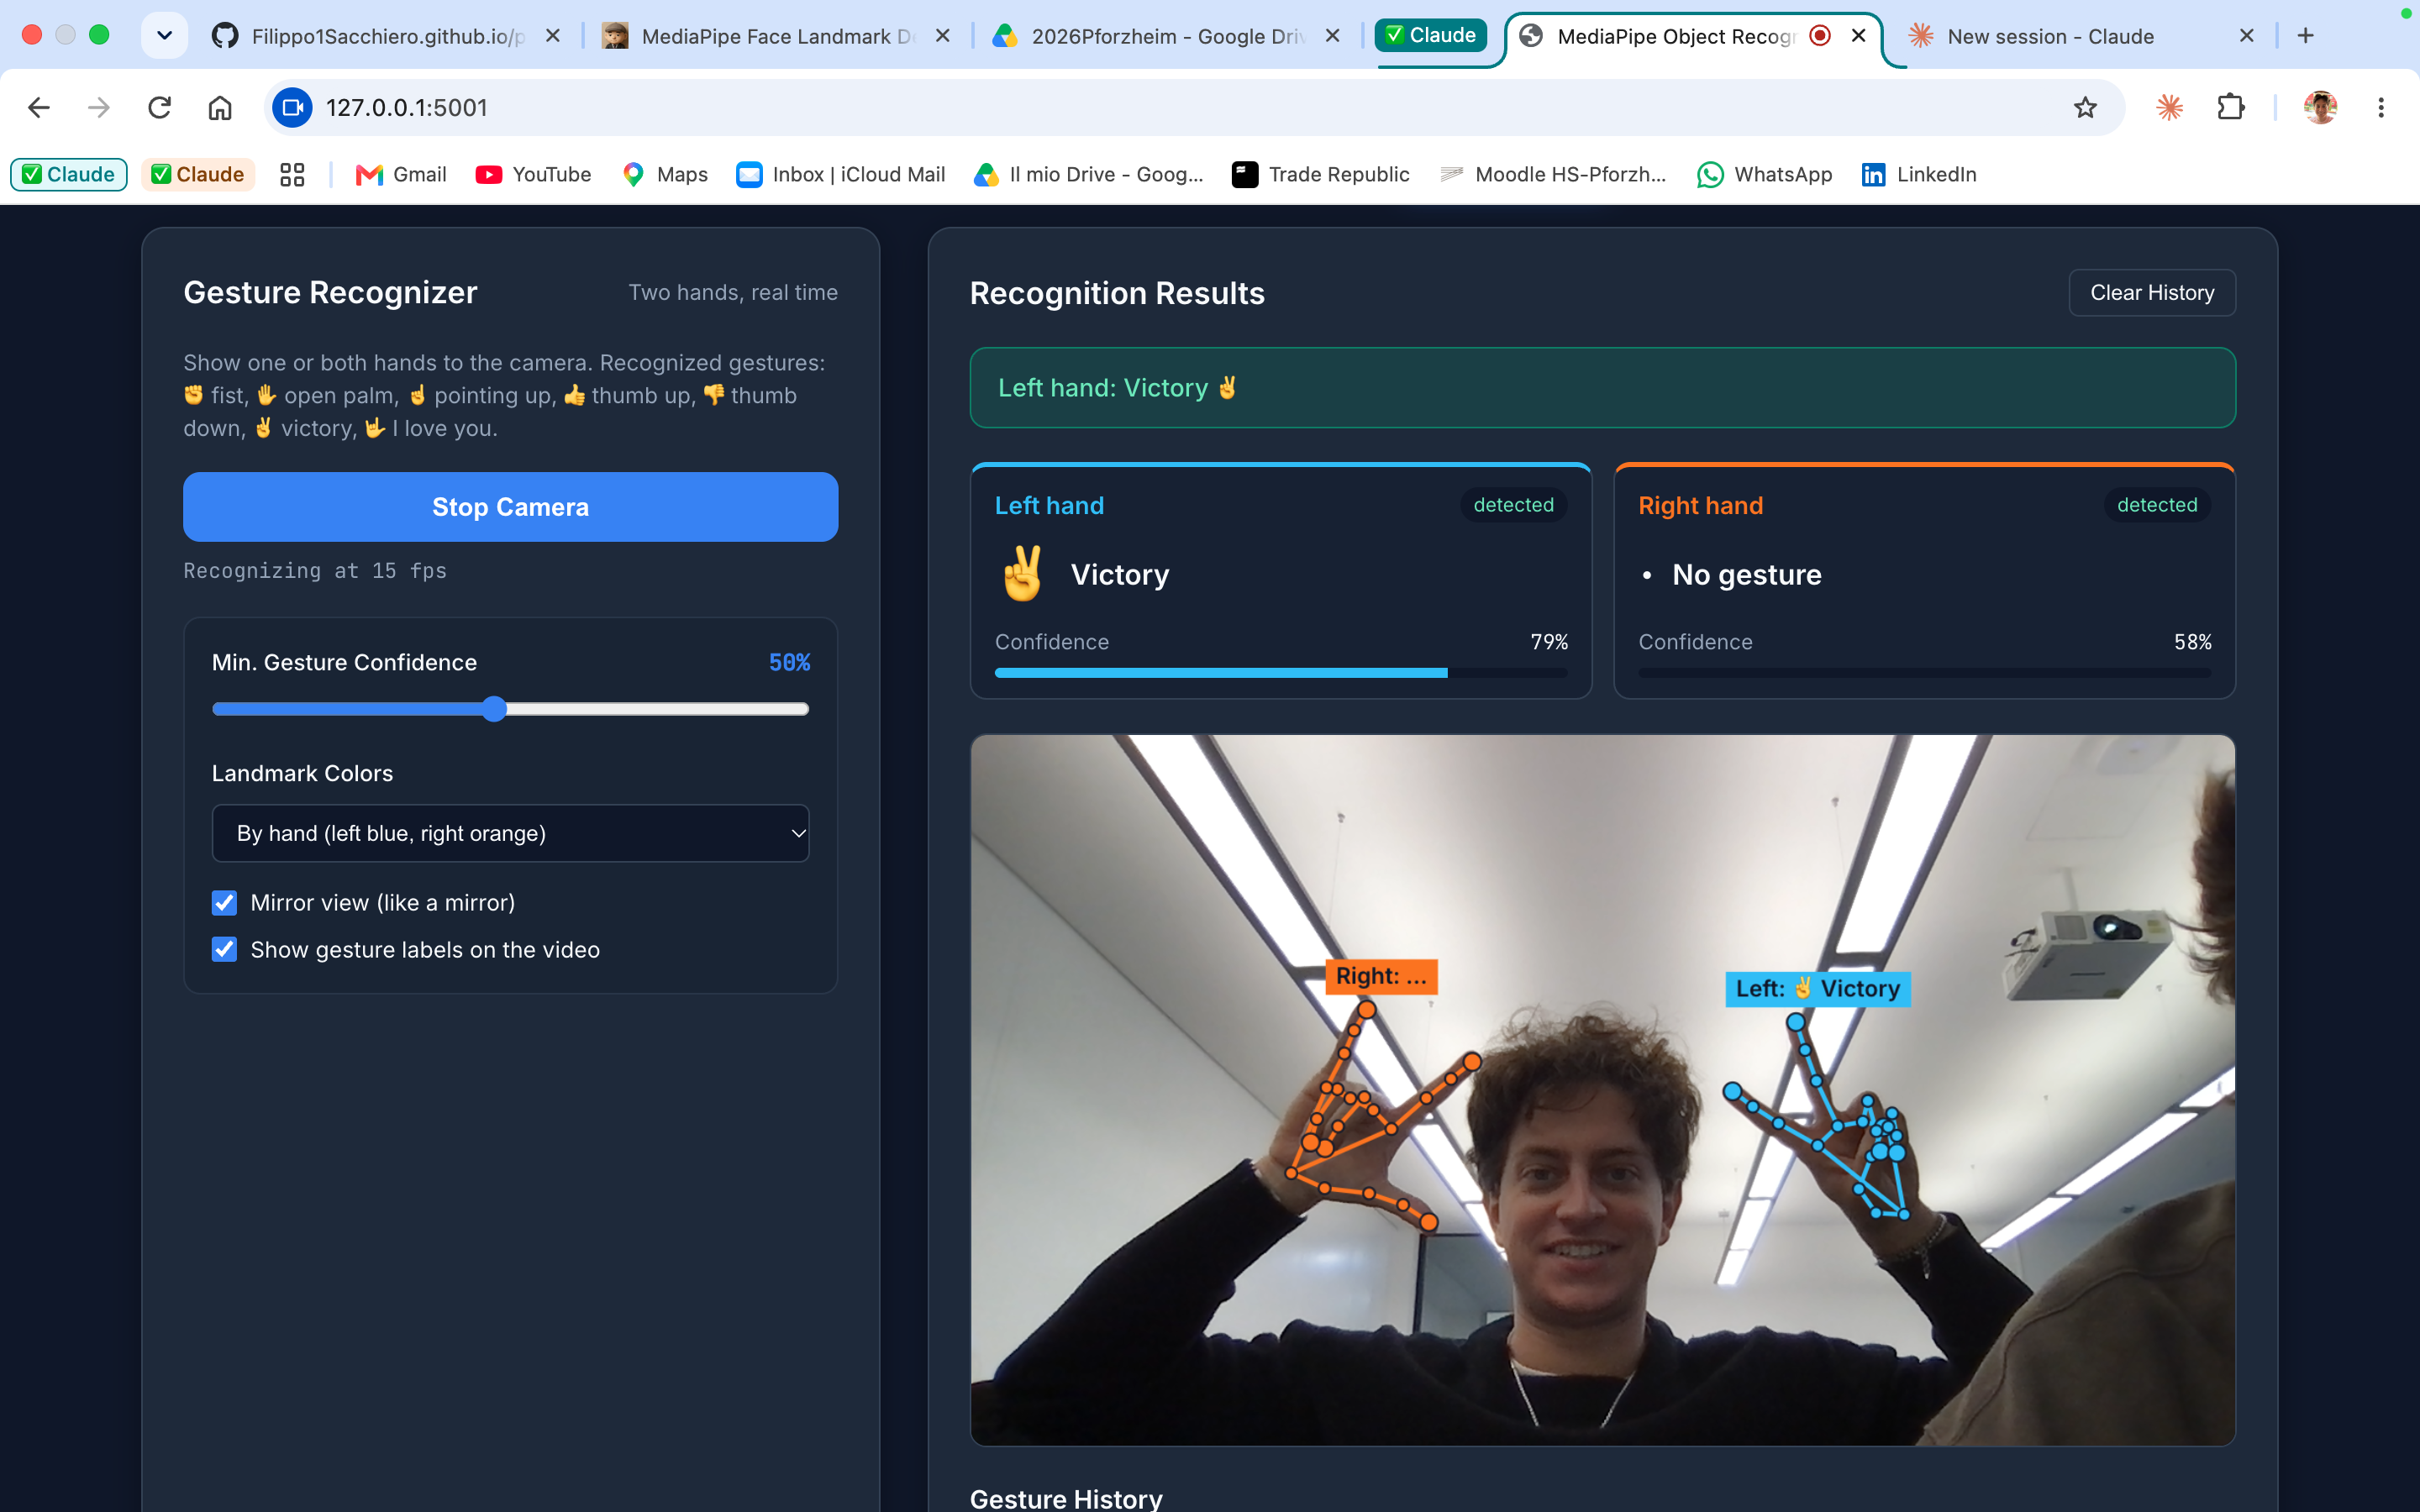 Filippo1Sacchiero.github.io/p
MediaPipe Face Landmark De
2026Pforzheim - Google Driv
✅ Claude
MediaPipe Object Recogn
New session - Claude
127.0.0.1:5001
✅ Claude
✅ Claude
Gmail
YouTube
Maps
Inbox | iCloud Mail
Il mio Drive - Goog...
Trade Republic
Moodle HS-Pforzh...
WhatsApp
LinkedIn
Gesture Recognizer
Two hands, real time
Show one or both hands to the camera. Recognized gestures:
✊ fist, ✋ open palm, ☝️ pointing up, 👍 thumb up, 👎 thumb
down, ✌️ victory, 🤟 I love you.
Stop Camera
Recognizing at 15 fps
Min. Gesture Confidence
50%
Landmark Colors
By hand (left blue, right orange)
Mirror view (like a mirror)
Show gesture labels on the video
Recognition Results
Clear History
Left hand: Victory ✌️
Left hand
detected
✌️ Victory
Confidence
79%
Right hand
detected
• No gesture
Confidence
58%
Right: ...
Left: ✌️ Victory
Gesture History